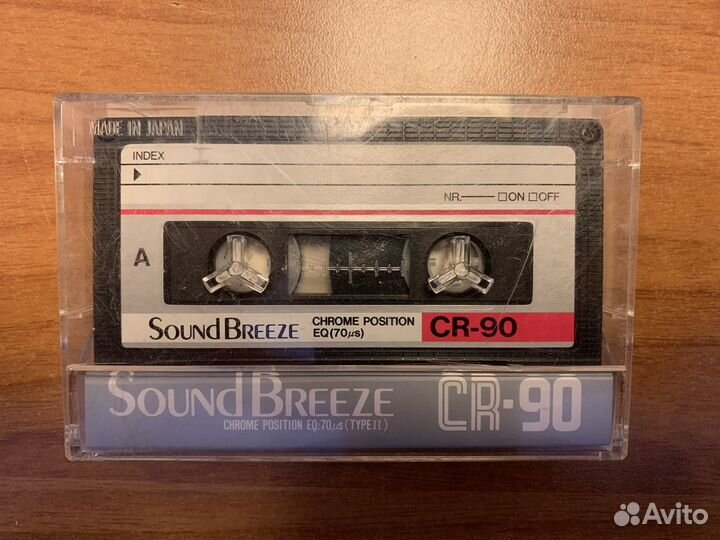 MADE IN JAPAN
INDEX
NR. ON OFF
A
SOUND BREEZE CHROME POSITION EQ(70μs) CR-90
SOUND BREEZE CR-90
CHROME POSITION EQ:70μs(TYPE II)
Avito